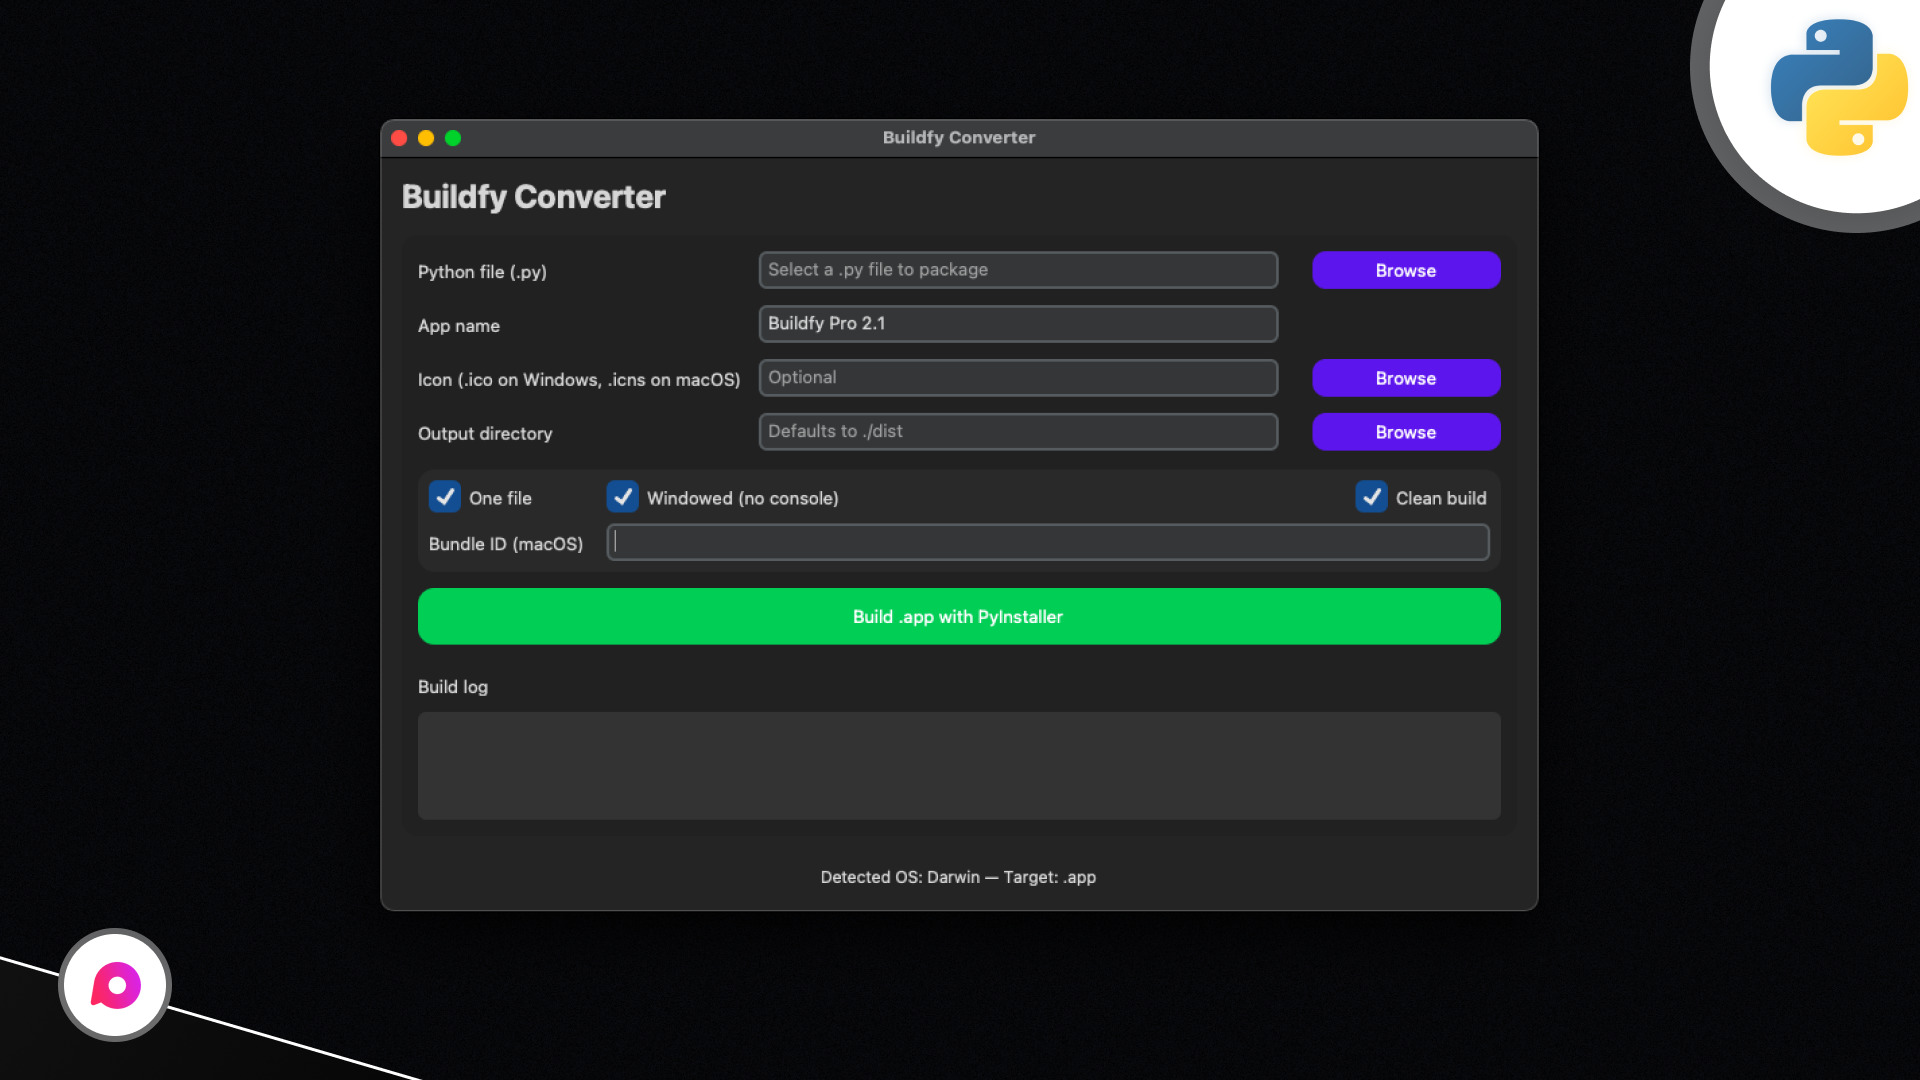 Buildfy Converter
Buildfy Converter
Python file (.py)
Select a .py file to package
Browse
App name
Buildfy Pro 2.1
Icon (.ico on Windows, .icns on macOS)
Optional
Browse
Output directory
Defaults to ./dist
Browse
One file
Windowed (no console)
Clean build
Bundle ID (macOS)
Build .app with PyInstaller
Build log
Detected OS: Darwin — Target: .app